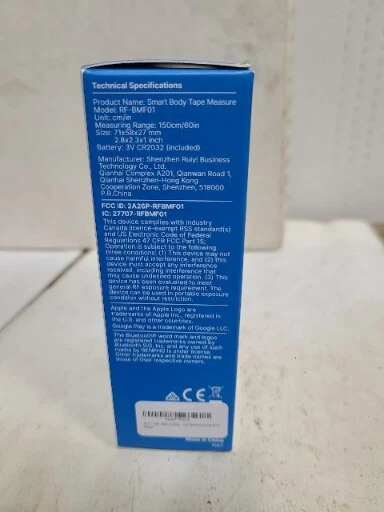 Technical Specifications
Product Name: Smart Body Tape Measure
Model: RF-BMF01
Unit: cm/in
Measuring Range: 150cm/60in
Size: 71x58x27 mm
2.8x2.3x1 inch
Battery: 3V CR2032 (included)
Manufacturer: Shenzhen Ruiyi Business
Technology Co., Ltd.
Qianhai Complex A201, Qianwan Road 1,
Qianhai Shenzhen-Hong Kong
Cooperation Zone, Shenzhen, 518000
P.R.China
FCC ID: 2A2GP-RFBMF01
IC: 27707-RFBMF01
This device complies with Industry
Canada licence-exempt RSS standard(s)
and US Electronic Code of Federal
Regulations 47 CFR FCC Part 15;
Operation is subject to the following
three conditions: (1) This device may not
cause harmful interference, and (2) this
device must accept any interference
received, including interference that
may cause undesired operation. (3) This
device has been evaluated to meet
general RF exposure requirement. The
device can be used in portable exposure
condition without restriction.
Apple and the Apple Logo are
trademarks of Apple Inc., registered in
the U.S. and other countries.
Google Play is a trademark of Google LLC.
The Bluetooth® word mark and logos
are registered trademarks owned by
Bluetooth SIG, Inc. and any use of such
marks by RENPHO is under license.
Other trademarks and trade names are
those of their respective owners.
CE
Made in China